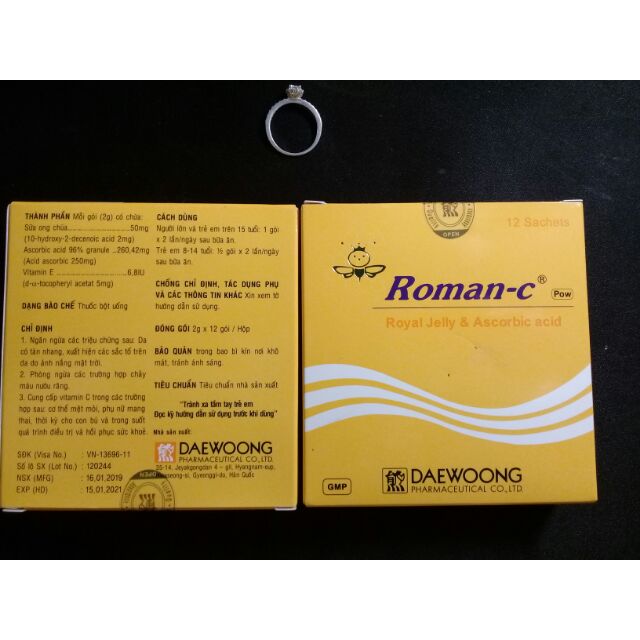 THÀNH PHẦN Mỗi gói (2g) có chứa:
Sữa ong chúa........................50mg
(10-hydroxy-2-decenoic acid 2mg)
Ascorbic acid 96% granule ..260,42mg
(Acid ascorbic 250mg)
Vitamin E ........................6,8IU
(d-α-tocopheryl acetat 5mg)
DẠNG BÀO CHẾ Thuốc bột uống
CHỈ ĐỊNH
1. Ngăn ngừa các triệu chứng sau: Da
có tàn nhang, xuất hiện các sắc tố trên
da do ánh nắng mặt trời.
2. Phòng ngừa các trường hợp chảy
máu nướu răng.
3. Cung cấp vitamin C trong các trường
hợp sau: cơ thể mệt mỏi, phụ nữ mang
thai, thời kỳ cho con bú và trong suốt
quá trình điều trị và hồi phục sức khoẻ.
SĐK (Visa No.) : VN-13696-11
Số lô SX (Lot No.) : 120244
NSX (MFG) : 16,01,2019
EXP (HD) : 15,01,2021
CÁCH DÙNG
Người lớn và trẻ em trên 15 tuổi: 1 gói
x 2 lần/ngày sau bữa ăn.
Trẻ em 8-14 tuổi: ½ gói x 2 lần/ngày
sau bữa ăn.
CHỐNG CHỈ ĐỊNH, TÁC DỤNG PHỤ
VÀ CÁC THÔNG TIN KHÁC Xin xem tờ
hướng dẫn sử dụng.
ĐÓNG GÓI 2g x 12 gói / Hộp
BẢO QUẢN trong bao bì kín nơi khô
mát, tránh ánh sáng.
TIÊU CHUẨN Tiêu chuẩn nhà sản xuất
"Tránh xa tầm tay trẻ em
Đọc kỹ hướng dẫn sử dụng trước khi dùng"
Nhà sản xuất:
DAEWOONG
PHARMACEUTICAL CO.,LTD.
35-14, Jeyakgongdan 4 – gil, Hyangnam-eup,
Gyeonggi-do, Hàn Quốc
OPEN
12 Sachets
Roman-c®
Pow
Royal Jelly & Ascorbic acid
GMP
DAEWOONG
PHARMACEUTICAL CO.,LTD.